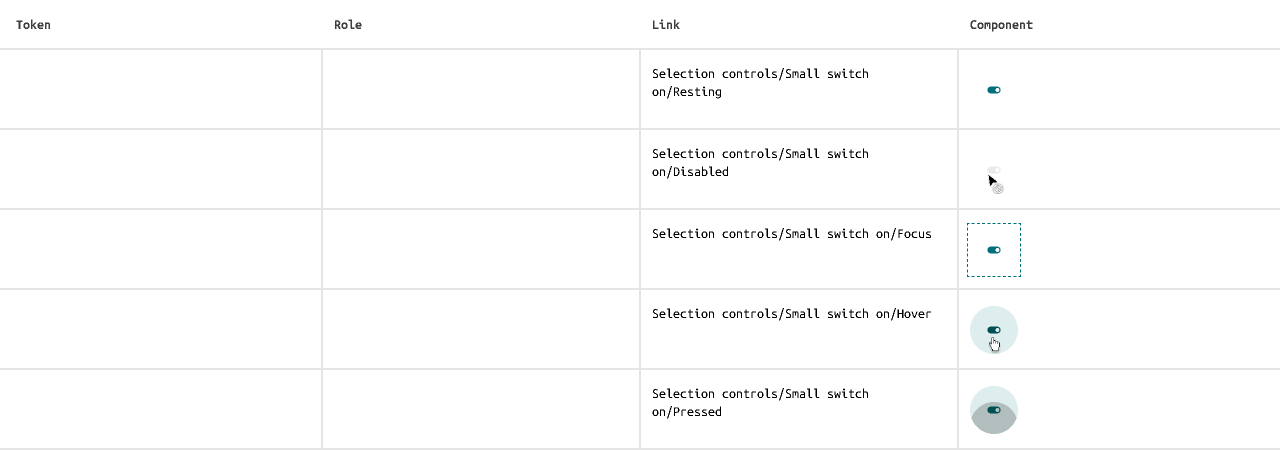 Token Role Link Component
Selection controls/Small switch
on/Resting
Selection controls/Small switch
on/Disabled
Selection controls/Small switch on/Focus
Selection controls/Small switch on/Hover
Selection controls/Small switch
on/Pressed